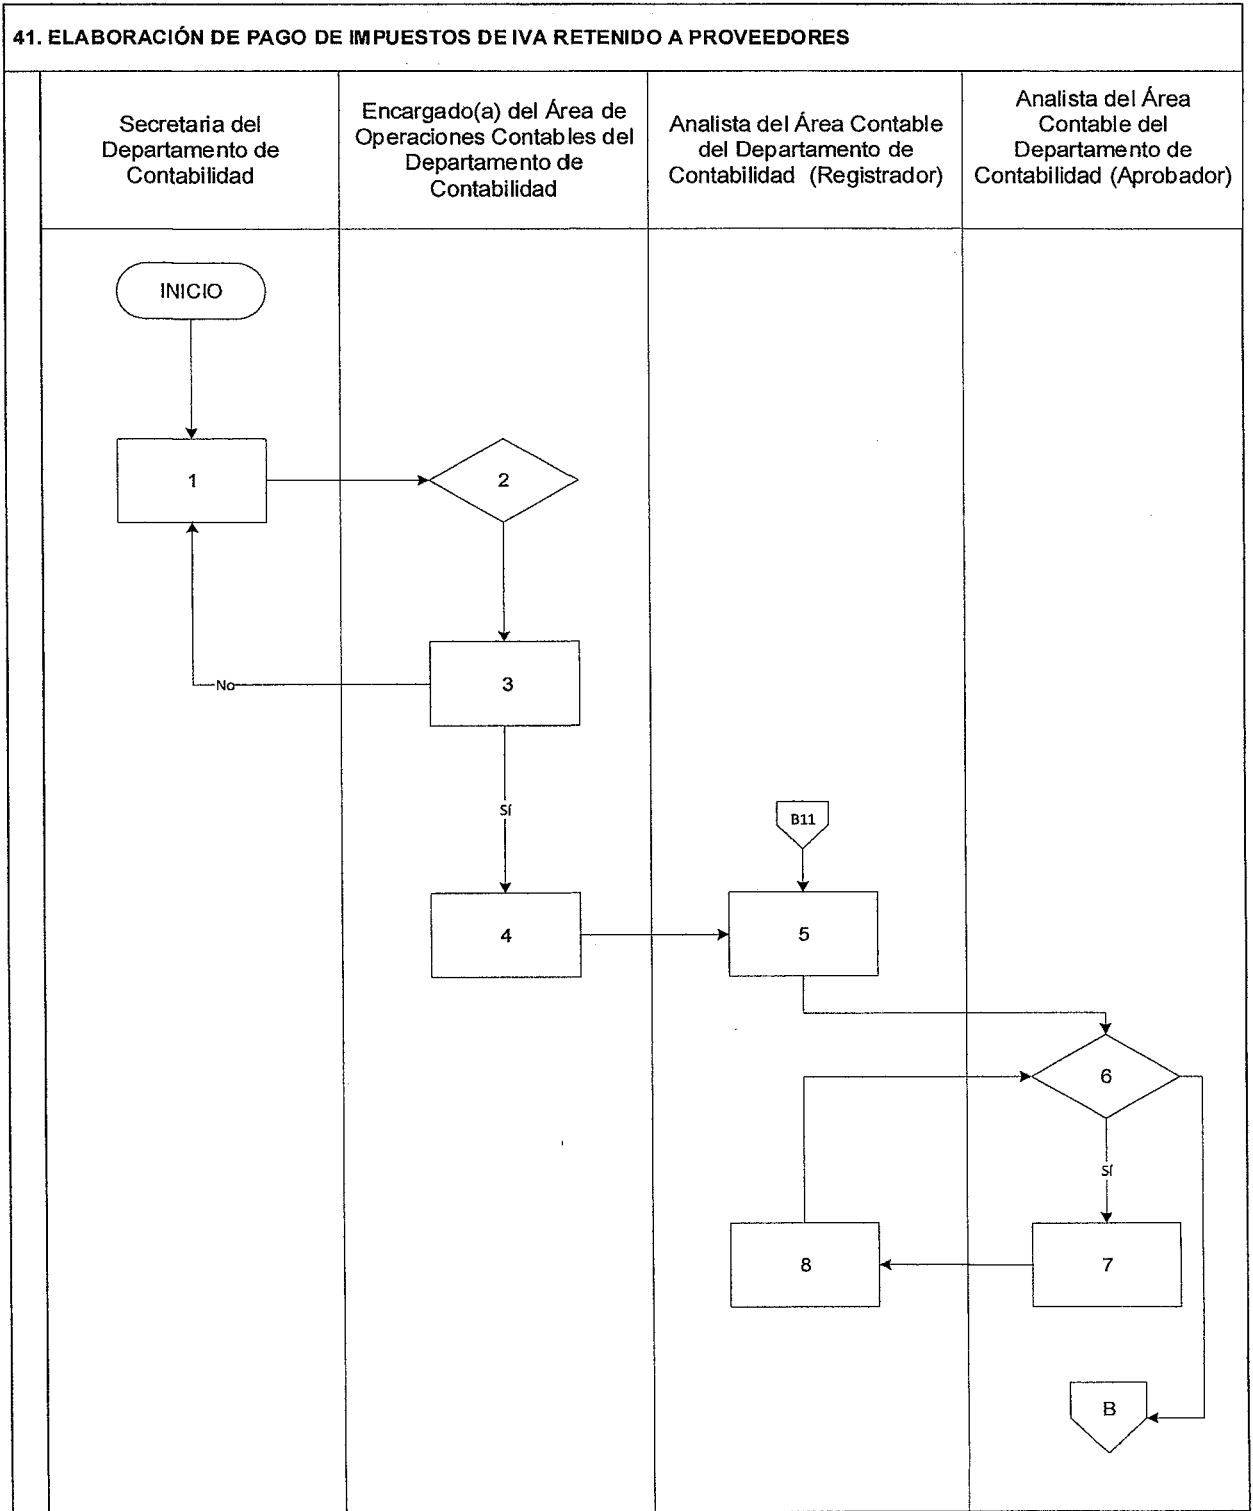 41. ELABORACIÓN DE PAGO DE IMPUESTOS DE IVA RETENIDO A PROVEEDORES
Secretaria del
Departamento de
Contabilidad
Encargado(a) del Área de
Operaciones Contables del
Departamento de
Contabilidad
Analista del Área Contable
del Departamento de
Contabilidad (Registrador)
Analista del Área
Contable del
Departamento de
Contabilidad (Aprobador)
INICIO
1
2
3
No
Sí
B11
4
5
6
Sí
8
7
B